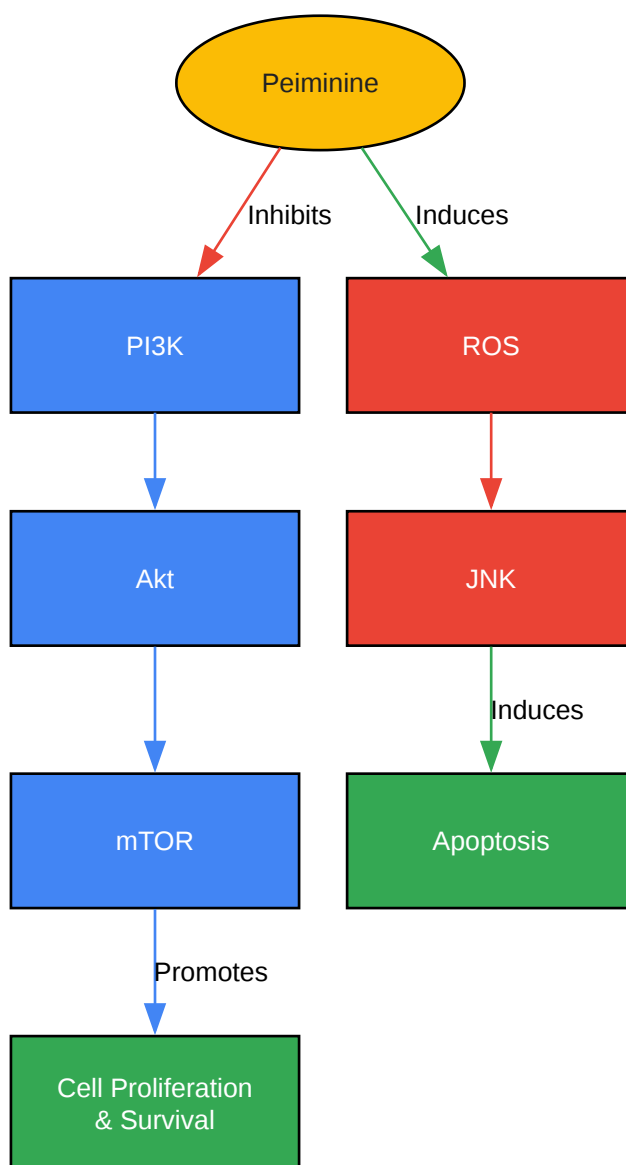 Peiminine
Inhibits
Induces
PI3K
ROS
Akt
JNK
Induces
mTOR
Apoptosis
Promotes
Cell Proliferation
& Survival